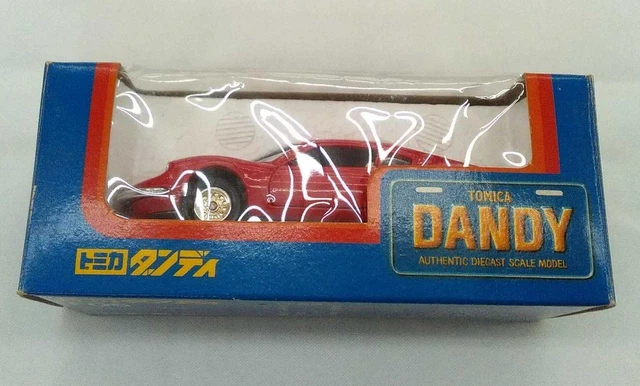 トミカ ダンディ
TOMICA
DANDY
AUTHENTIC DIECAST SCALE MODEL